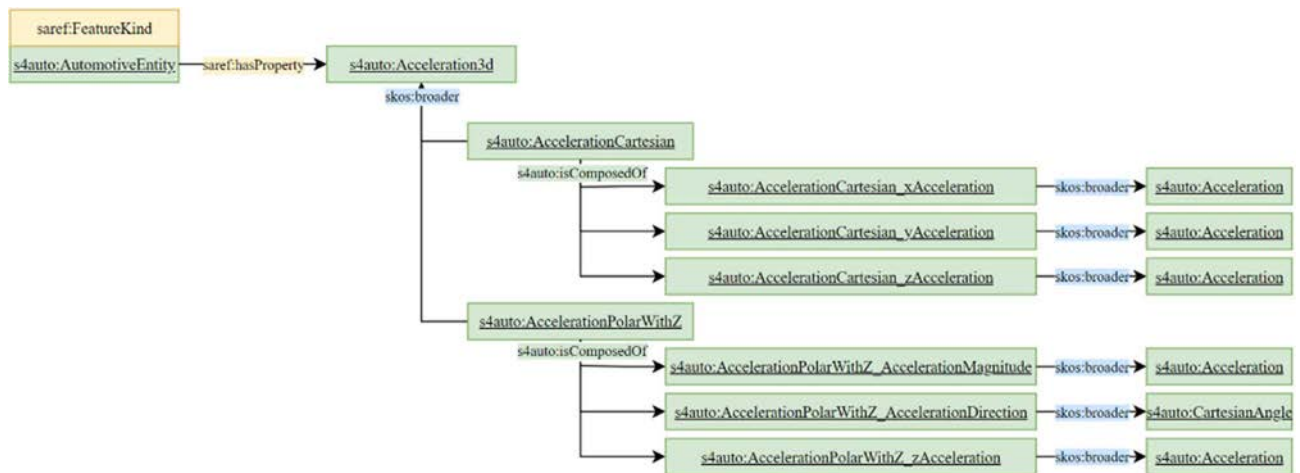 saref:FeatureKind
s4auto:AutomotiveEntity
saref:hasProperty
s4auto:Acceleration3d
skos:broader
s4auto:AccelerationCartesian
s4auto:isComposedOf
s4auto:AccelerationCartesian_xAcceleration
skos:broader
s4auto:Acceleration
s4auto:AccelerationCartesian_yAcceleration
skos:broader
s4auto:Acceleration
s4auto:AccelerationCartesian_zAcceleration
skos:broader
s4auto:Acceleration
s4auto:AccelerationPolarWithZ
s4auto:isComposedOf
s4auto:AccelerationPolarWithZ_AccelerationMagnitude
skos:broader
s4auto:Acceleration
s4auto:AccelerationPolarWithZ_AccelerationDirection
skos:broader
s4auto:CartesianAngle
s4auto:AccelerationPolarWithZ_zAcceleration
skos:broader
s4auto:Acceleration